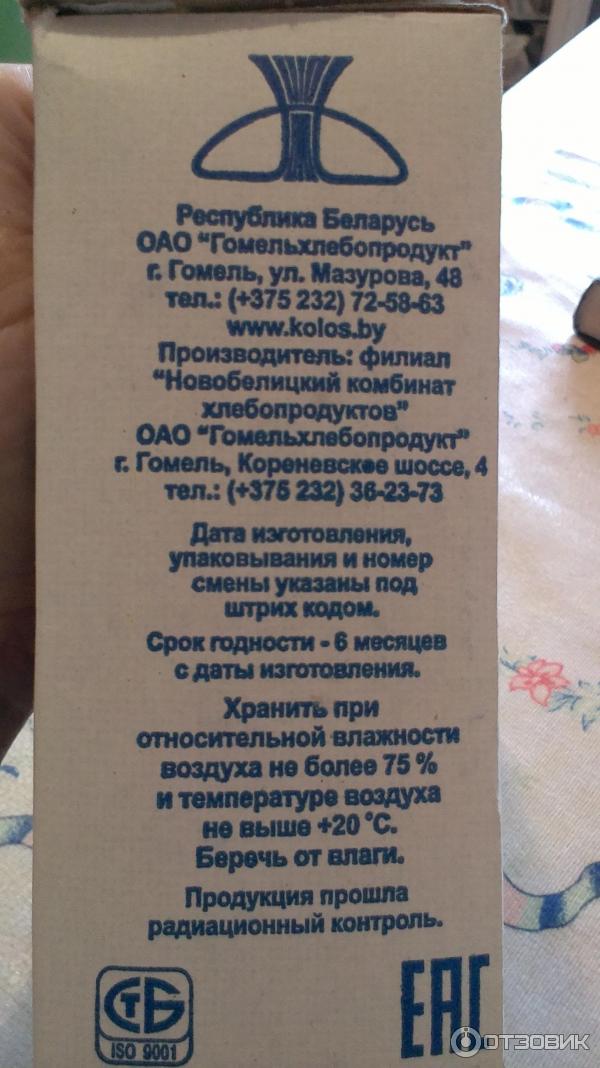 Республика Беларусь
ОАО "Гомельхлебопродукт"
г. Гомель, ул. Мазурова, 48
тел.: (+375 232) 72-58-63
www.kolos.by
Производитель: филиал
"Новобелицкий комбинат
хлебопродуктов"
ОАО "Гомельхлебопродукт"
г. Гомель, Кореневское шоссе, 4
тел.: (+375 232) 36-23-73
Дата изготовления,
упаковывания и номер
смены указаны под
штрих кодом.
Срок годности - 6 месяцев
с даты изготовления.
Хранить при
относительной влажности
воздуха не более 75 %
и температуре воздуха
не выше +20 °С.
Беречь от влаги.
Продукция прошла
радиационный контроль.
СТБ
ISO 9001
ЕАС
ОТЗОВИК